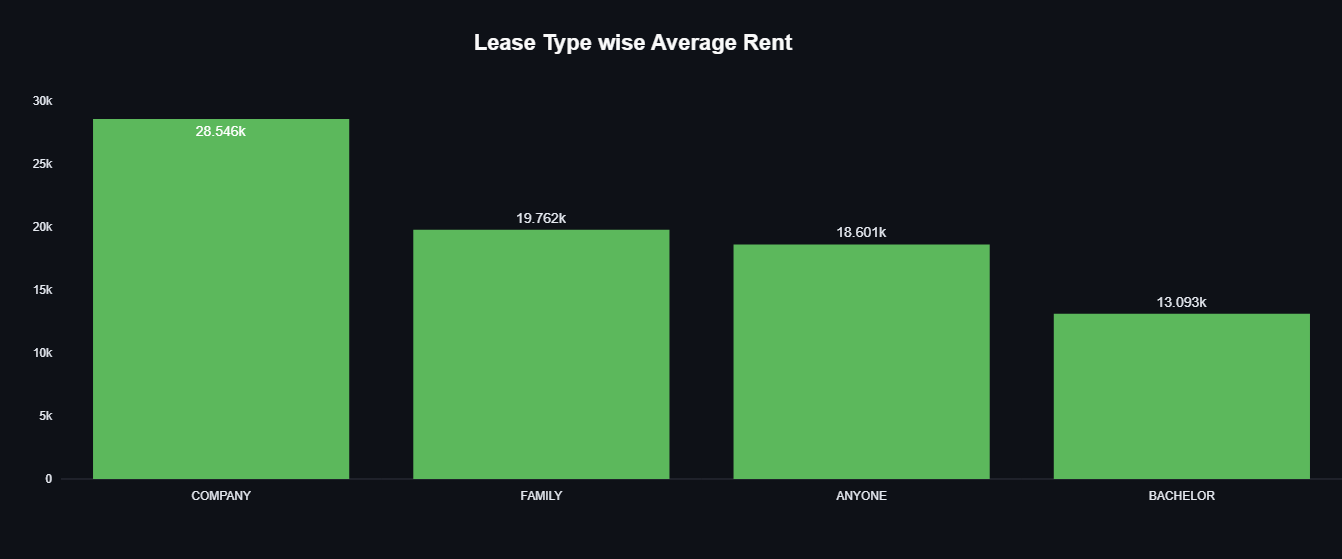 Lease Type wise Average Rent
30k
25k
20k
15k
10k
5k
0
28.546k
19.762k
18.601k
13.093k
COMPANY
FAMILY
ANYONE
BACHELOR